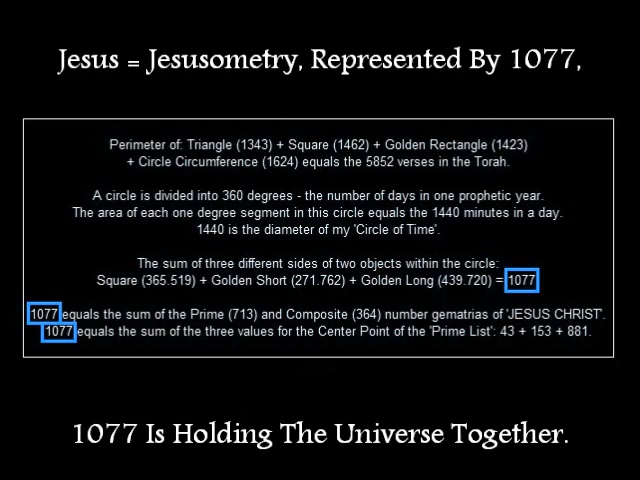 Jesus = Jesusometry, Represented By 1077,
Perimeter of: Triangle (1343) + Square (1462) + Golden Rectangle (1423)
+ Circle Circumference (1624) equals the 5852 verses in the Torah.
A circle is divided into 360 degrees - the number of days in one prophetic year.
The area of each one degree segment in this circle equals the 1440 minutes in a day.
1440 is the diameter of my 'Circle of Time'.
The sum of three different sides of two objects within the circle:
Square (365.519) + Golden Short (271.762) + Golden Long (439.720) = 1077
1077 equals the sum of the Prime (713) and Composite (364) number gematrias of 'JESUS CHRIST'.
1077 equals the sum of the three values for the Center Point of the 'Prime List': 43 + 153 + 881.
1077 Is Holding The Universe Together.